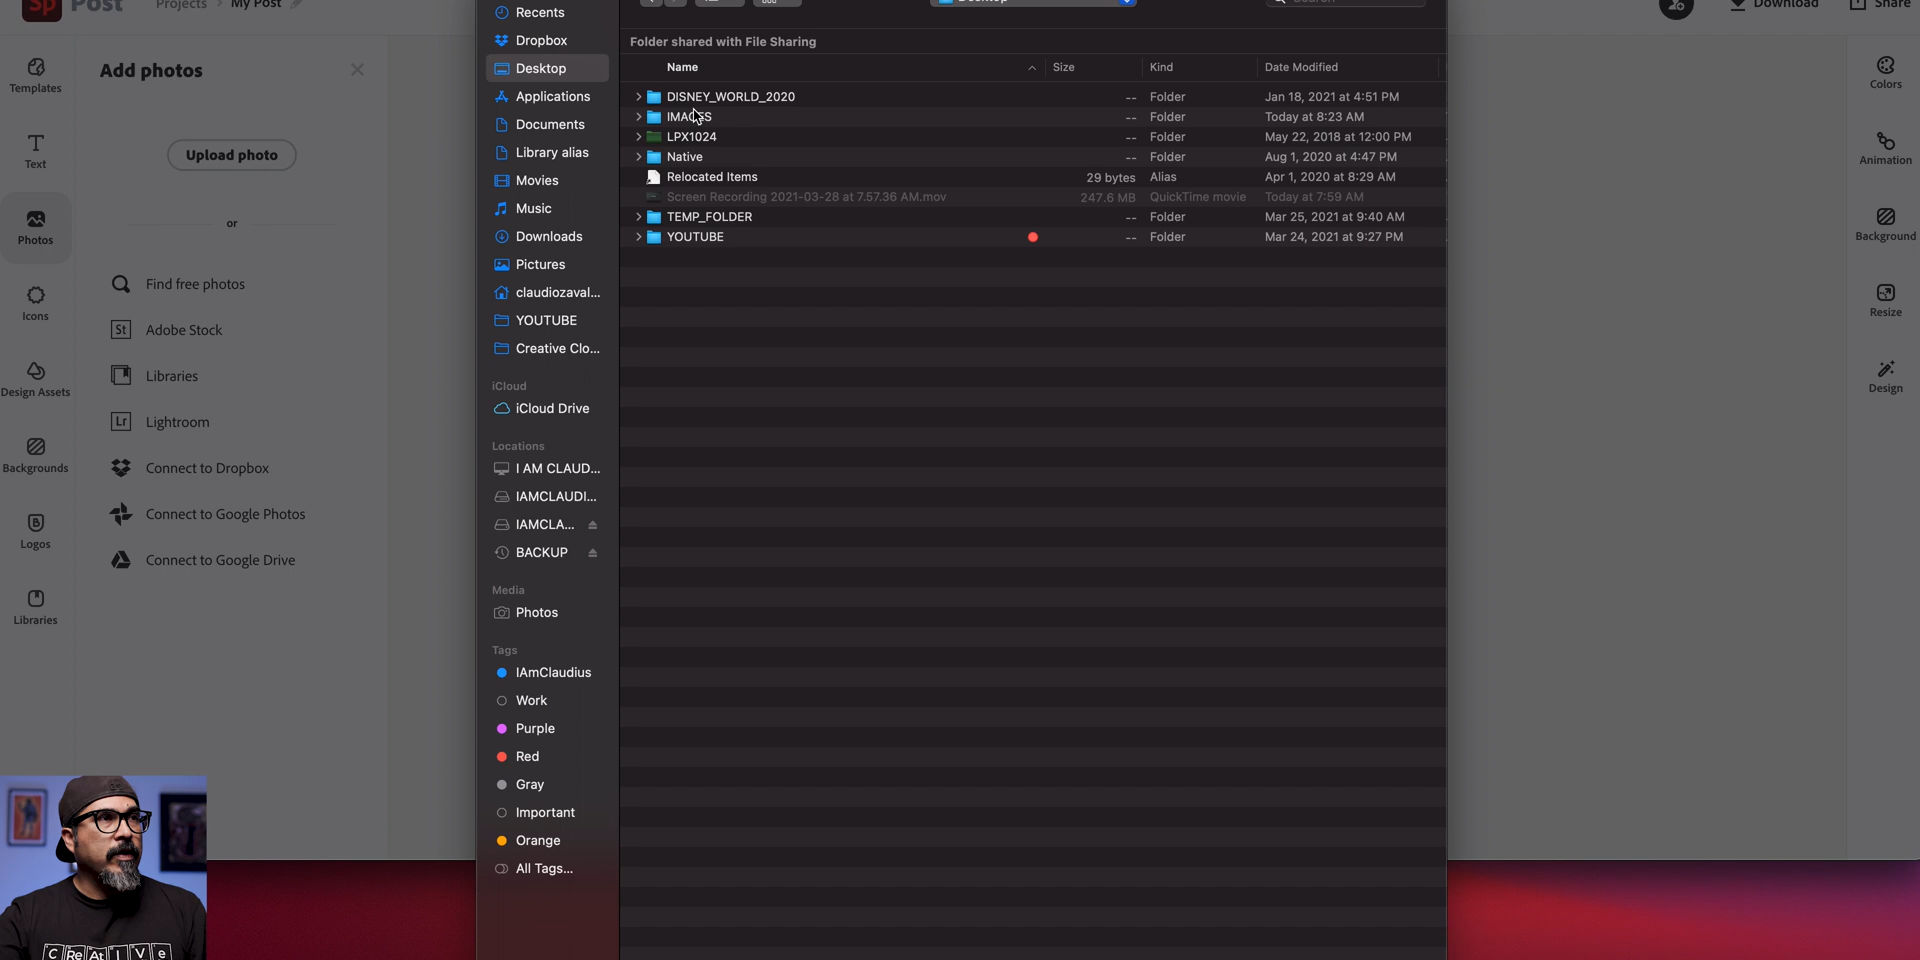 Sp Post
Projects > My Post
Download
Share
Templates
Text
Photos
Icons
Design Assets
Backgrounds
Logos
Libraries
Add photos
Upload photo
or
Find free photos
St Adobe Stock
Libraries
Lr Lightroom
Connect to Dropbox
Connect to Google Photos
Connect to Google Drive
Recents
Dropbox
Desktop
Applications
Documents
Library alias
Movies
Music
Downloads
Pictures
claudiozaval...
YOUTUBE
Creative Clo...
iCloud
iCloud Drive
Locations
I AM CLAUD...
IAMCLAUDI...
IAMCLA...
BACKUP
Media
Photos
Tags
IAmClaudius
Work
Purple
Red
Gray
Important
Orange
All Tags...
Desktop
Search
Folder shared with File Sharing
Name Size Kind Date Modified
DISNEY_WORLD_2020 -- Folder Jan 18, 2021 at 4:51 PM
IMAGES -- Folder Today at 8:23 AM
LPX1024 -- Folder May 22, 2018 at 12:00 PM
Native -- Folder Aug 1, 2020 at 4:47 PM
Relocated Items 29 bytes Alias Apr 1, 2020 at 8:29 AM
Screen Recording 2021-03-28 at 7.57.36 AM.mov 247.6 MB QuickTime movie Today at 7:59 AM
TEMP_FOLDER -- Folder Mar 25, 2021 at 9:40 AM
YOUTUBE -- Folder Mar 24, 2021 at 9:27 PM
Colors
Animation
Background
Resize
Design
CReAtIVe